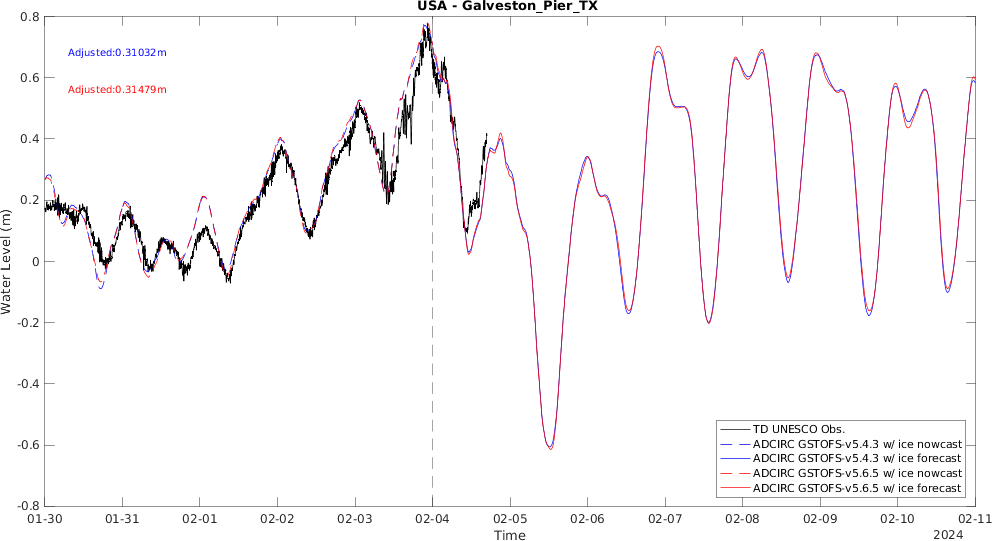 USA - Galveston_Pier_TX
0.8
Adjusted:0.31032m
0.6
Adjusted:0.31479m
0.4
0.2
0
-0.2
-0.4
-0.6
-0.8
Water Level (m)
TD UNESCO Obs.
ADCIRC GSTOFS-v5.4.3 w/ ice nowcast
ADCIRC GSTOFS-v5.4.3 w/ ice forecast
ADCIRC GSTOFS-v5.6.5 w/ ice nowcast
ADCIRC GSTOFS-v5.6.5 w/ ice forecast
01-30 01-31 02-01 02-02 02-03 02-04 02-05 02-06 02-07 02-08 02-09 02-10 02-11
Time
2024